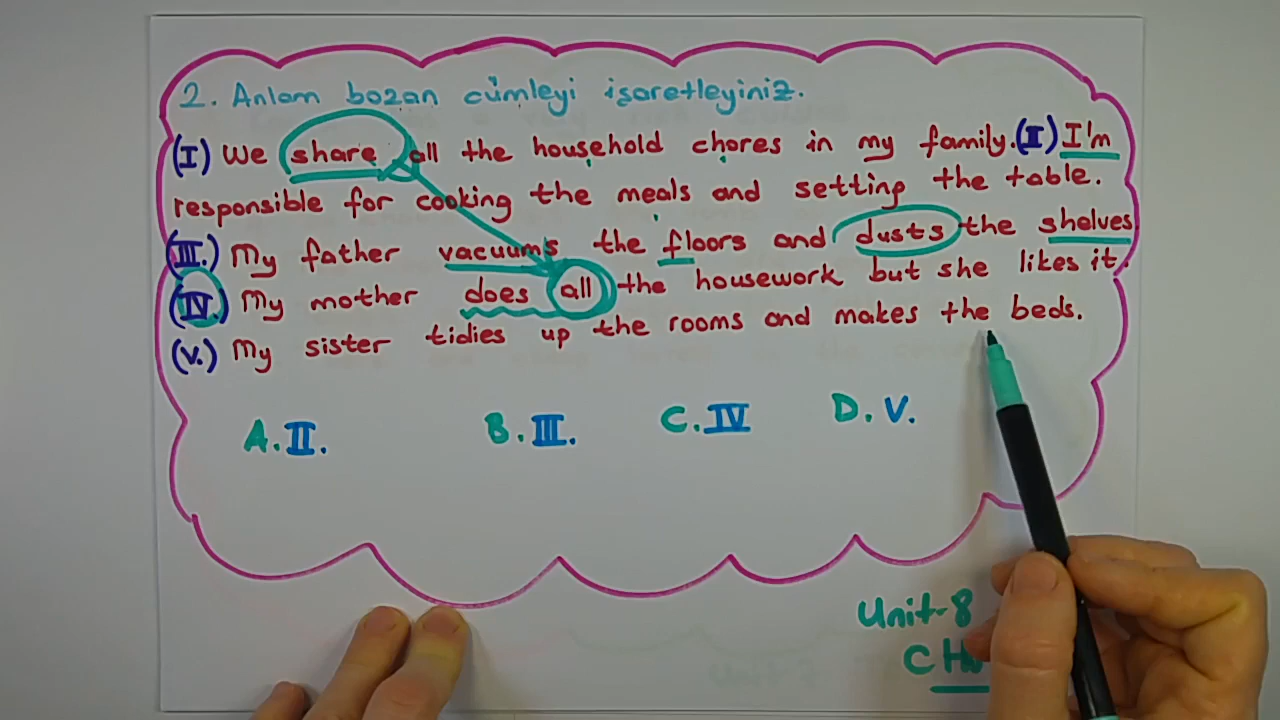 2. Anlam bozan cümleyi işaretleyiniz.
(I) We share all the household chores in my family. (II) I'm
responsible for cooking the meals and setting the table.
(III.) My father vacuums the floors and dusts the shelves
(IV.) My mother does all the housework but she likes it.
(V.) My sister tidies up the rooms and makes the beds.
A. II. B. III. C. IV D. V.
Unit-8